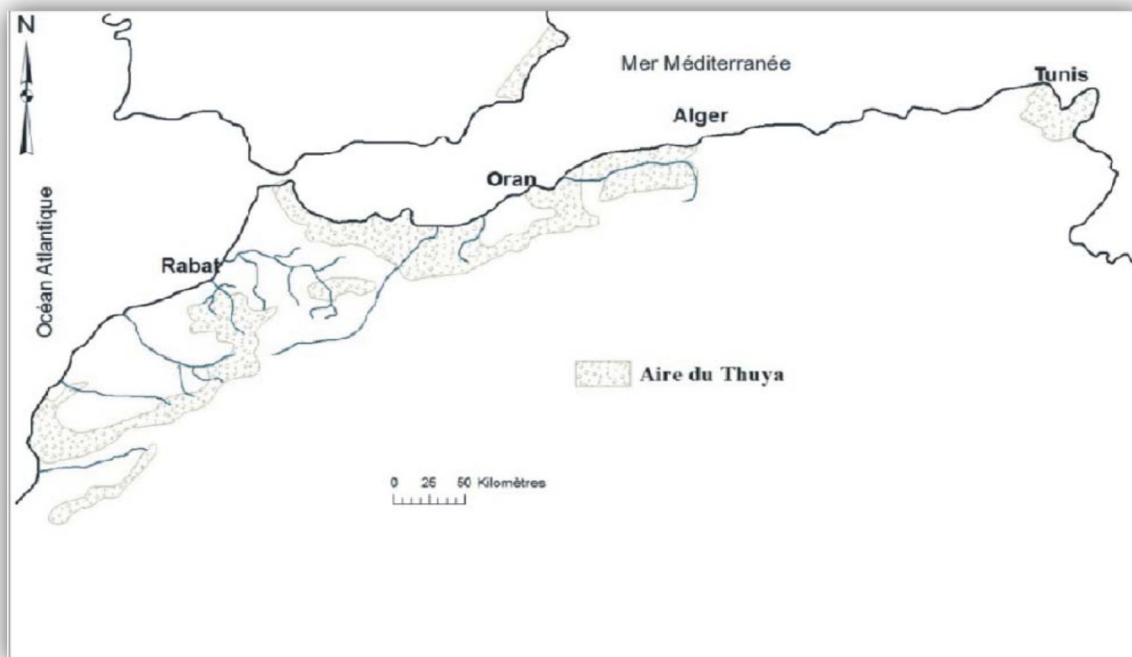 N
Mer Méditerranée
Tunis
Alger
Oran
Océan Atlantique
Rabat
Aire du Thuya
0 25 50 Kilomètres